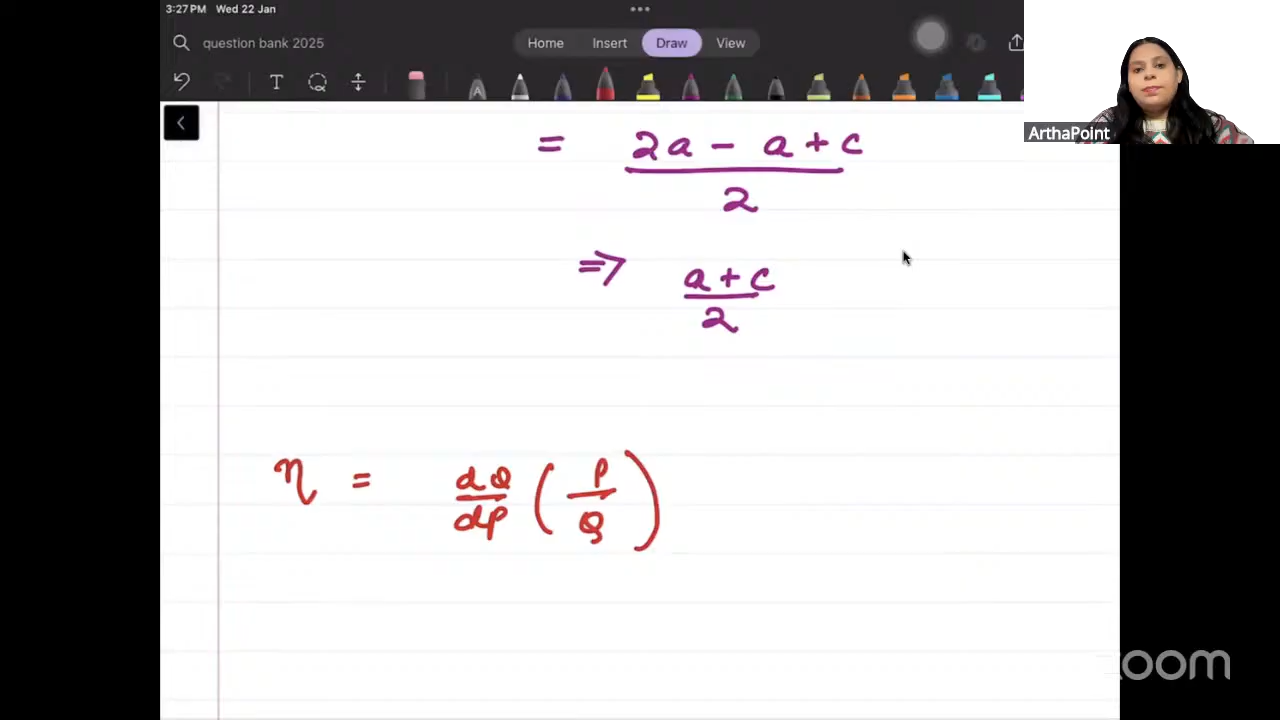 3:27 PM Wed 22 Jan
question bank 2025
Home Insert Draw View
ArthaPoint
= 2a - a + c
2
⇒ a + c
2
η = dQ/dP ( P/Q )
zoom